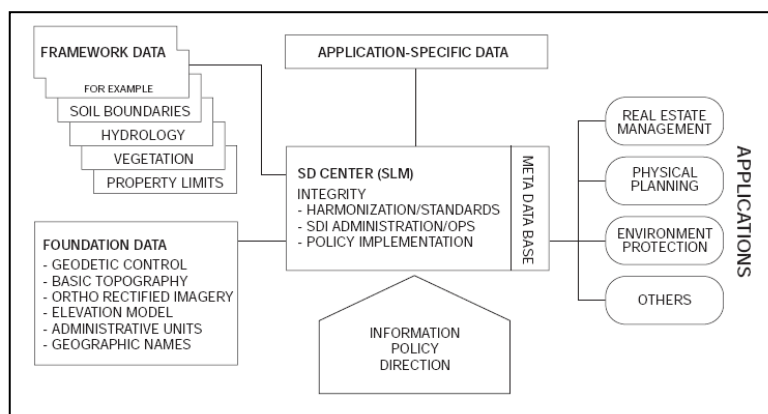 FRAMEWORK DATA
FOR EXAMPLE
SOIL BOUNDARIES
HYDROLOGY
VEGETATION
PROPERTY LIMITS
APPLICATION-SPECIFIC DATA
FOUNDATION DATA
- GEODETIC CONTROL
- BASIC TOPOGRAPHY
- ORTHO RECTIFIED IMAGERY
- ELEVATION MODEL
- ADMINISTRATIVE UNITS
- GEOGRAPHIC NAMES
SD CENTER (SLM)
INTEGRITY
- HARMONIZATION/STANDARDS
- SDI ADMINISTRATION/OPS
- POLICY IMPLEMENTATION
META DATA BASE
INFORMATION
POLICY
DIRECTION
REAL ESTATE
MANAGEMENT
PHYSICAL
PLANNING
ENVIRONMENT
PROTECTION
OTHERS
APPLICATIONS